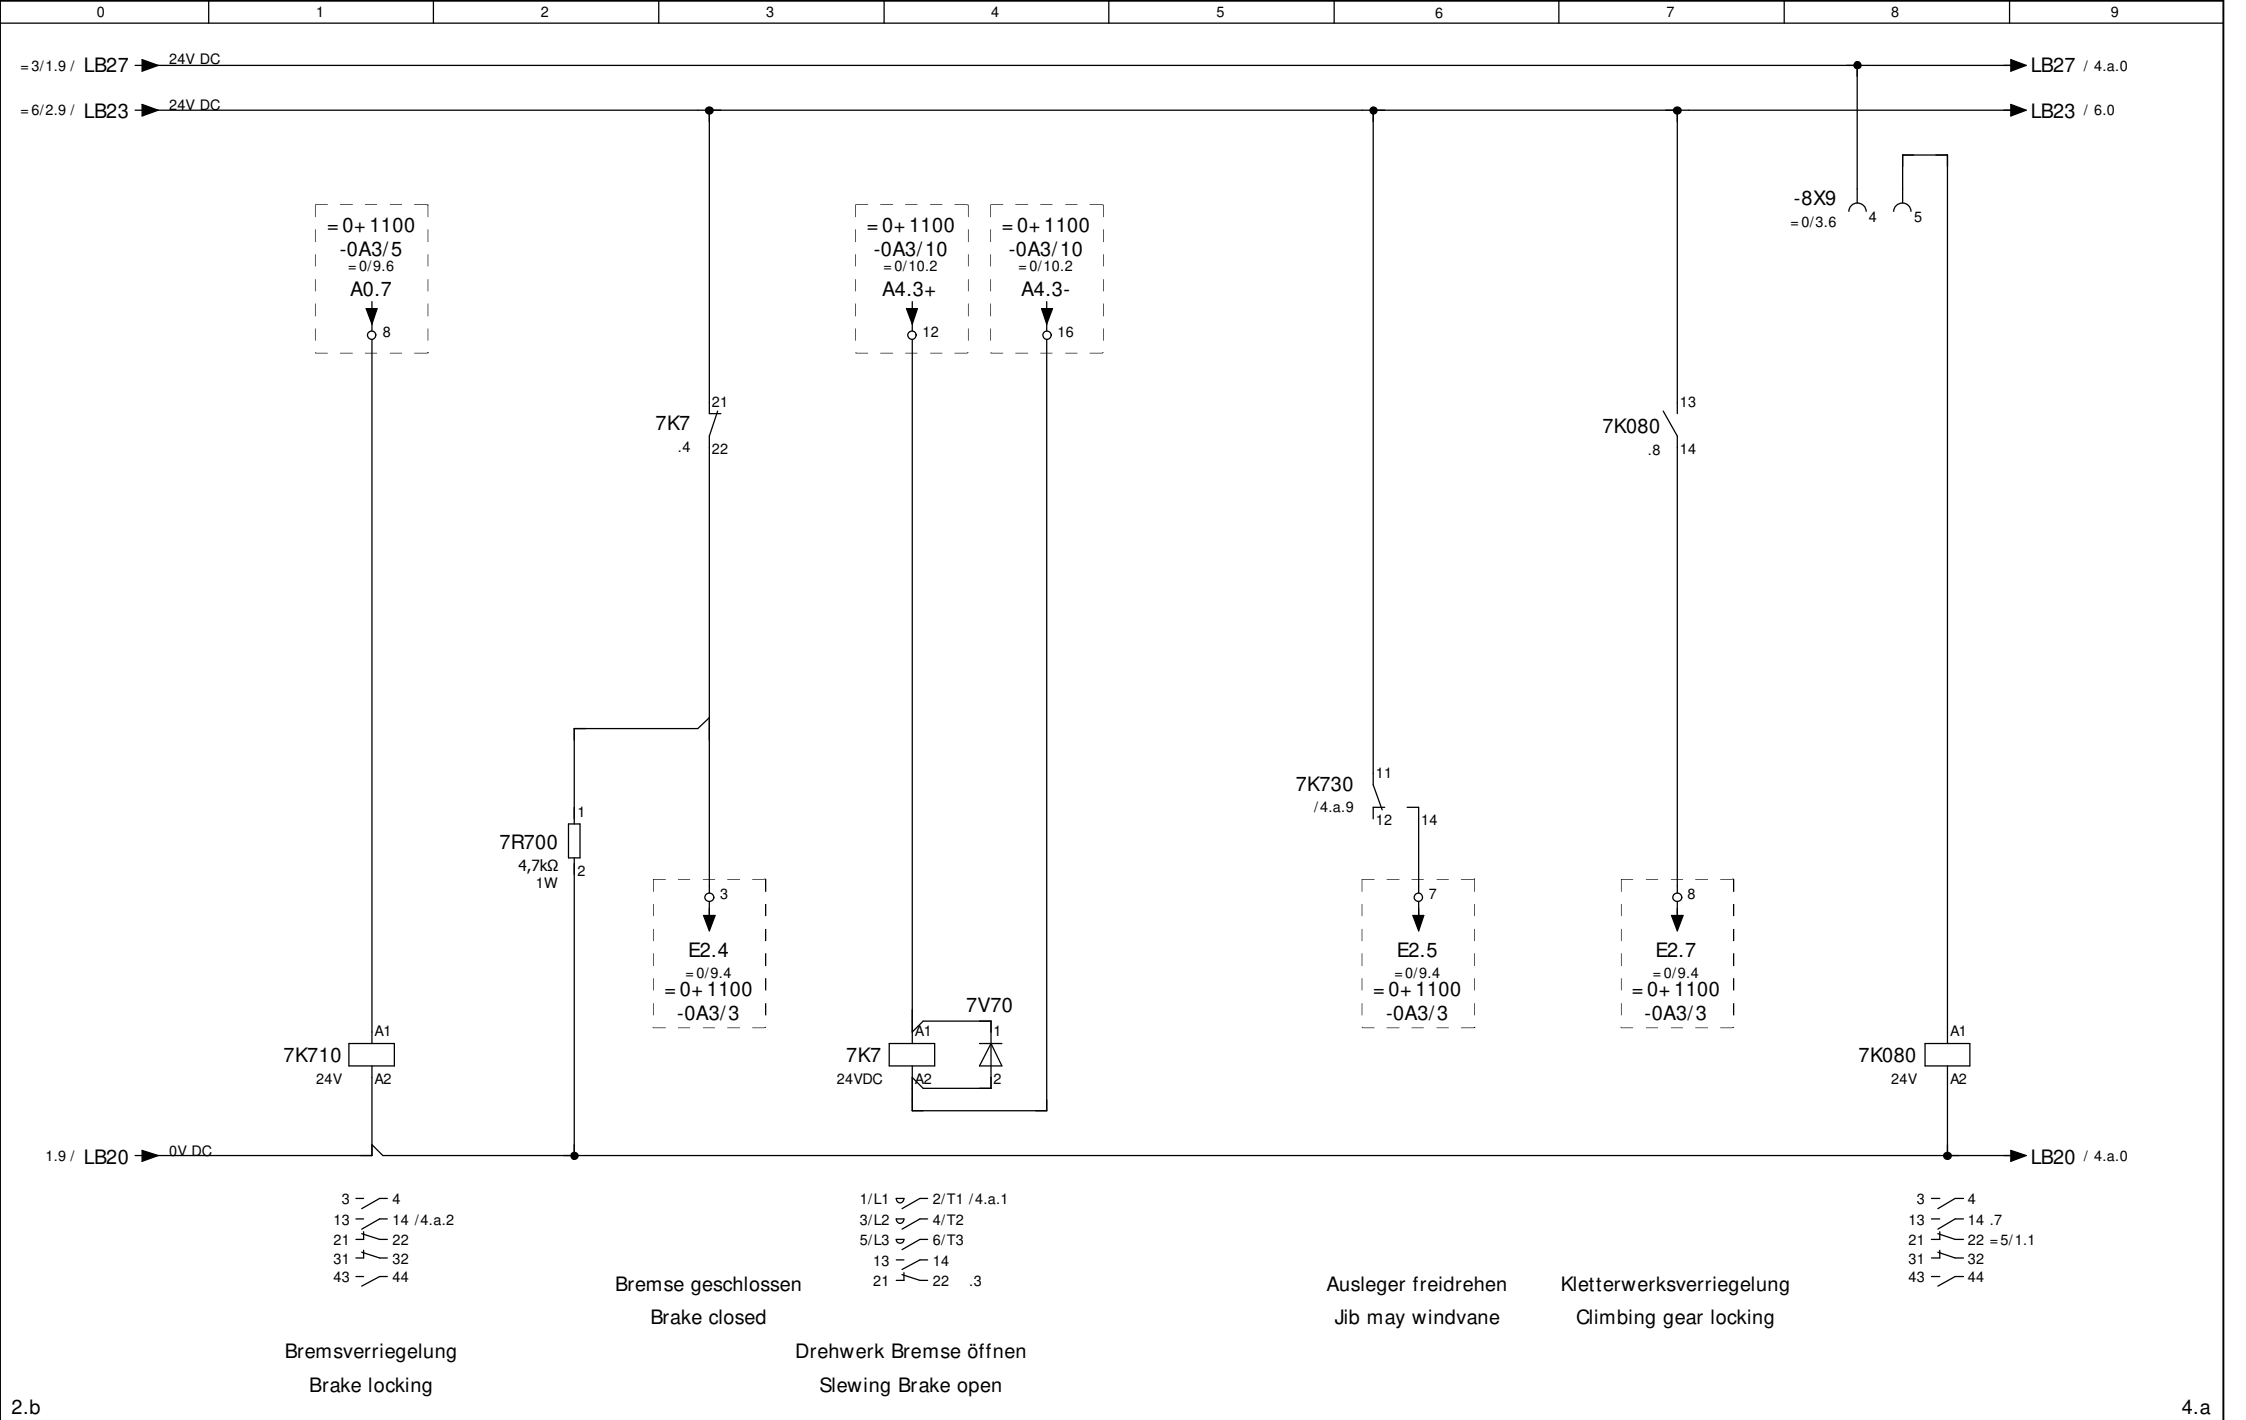 0 1 2 3 4 5 6 7 8 9
=3/1.9 / LB27 24V DC LB27 / 4.a.0
=6/2.9 / LB23 24V DC LB23 / 6.0
-8X9 4 5
=0/3.6
=0+1100 =0+1100 =0+1100
-0A3/5 -0A3/10 -0A3/10
=0/9.6 =0/10.2 =0/10.2
A0.7 A4.3+ A4.3-
8 12 16
21 13
7K7 7K080
.4 22 .8 14
11
7K730
/4.a.9 12 14
1
7R700
4,7kΩ 2
1W
3 7 8
E2.4 E2.5 E2.7
=0/9.4 =0/9.4 =0/9.4
=0+1100 =0+1100 =0+1100
-0A3/3 -0A3/3 -0A3/3
7V70
A1 A1 1 A1
7K710 7K7 7K080
24V A2 24VDC A2 2 24V A2
1.9 / LB20 0V DC LB20 / 4.a.0
3 4 1/L1 2/T1 /4.a.1 3 4
13 14 /4.a.2 3/L2 4/T2 13 14 .7
21 22 5/L3 6/T3 21 22 =5/1.1
31 32 13 14 31 32
43 44 21 22 .3 43 44
Bremse geschlossen Ausleger freidrehen Kletterwerksverriegelung
Brake closed Jib may windvane Climbing gear locking
Bremsverriegelung Drehwerk Bremse öffnen
Brake locking Slewing Brake open
2.b 4.a